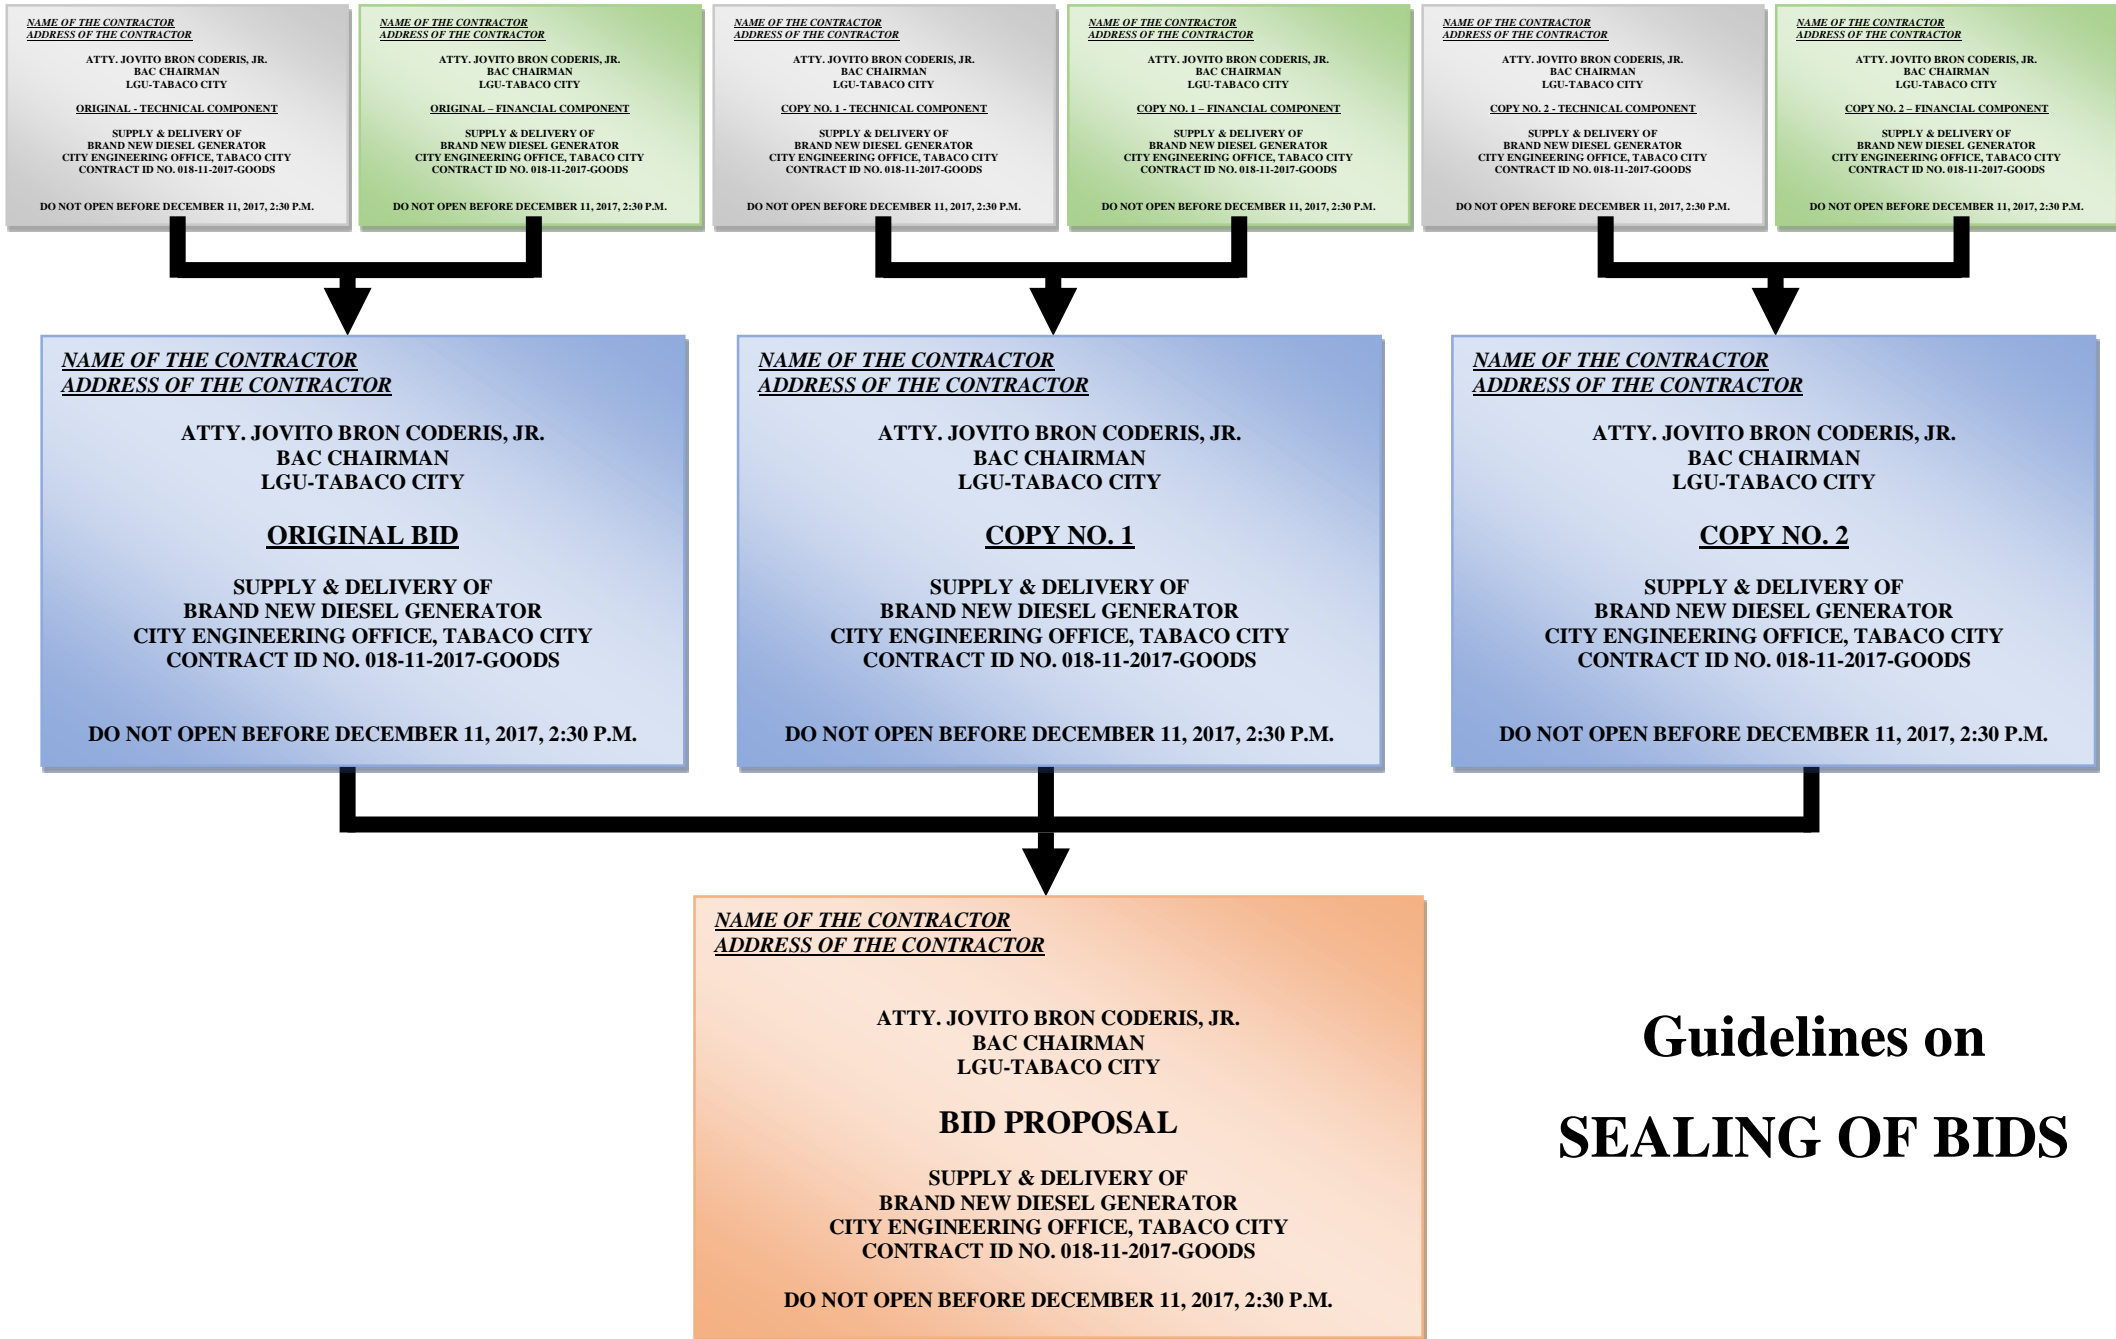 NAME OF THE CONTRACTOR
ADDRESS OF THE CONTRACTOR
ATTY. JOVITO BRON CODERIS, JR.
BAC CHAIRMAN
LGU-TABACO CITY
ORIGINAL - TECHNICAL COMPONENT
SUPPLY & DELIVERY OF
BRAND NEW DIESEL GENERATOR
CITY ENGINEERING OFFICE, TABACO CITY
CONTRACT ID NO. 018-11-2017-GOODS
DO NOT OPEN BEFORE DECEMBER 11, 2017, 2:30 P.M.
NAME OF THE CONTRACTOR
ADDRESS OF THE CONTRACTOR
ATTY. JOVITO BRON CODERIS, JR.
BAC CHAIRMAN
LGU-TABACO CITY
ORIGINAL – FINANCIAL COMPONENT
SUPPLY & DELIVERY OF
BRAND NEW DIESEL GENERATOR
CITY ENGINEERING OFFICE, TABACO CITY
CONTRACT ID NO. 018-11-2017-GOODS
DO NOT OPEN BEFORE DECEMBER 11, 2017, 2:30 P.M.
NAME OF THE CONTRACTOR
ADDRESS OF THE CONTRACTOR
ATTY. JOVITO BRON CODERIS, JR.
BAC CHAIRMAN
LGU-TABACO CITY
COPY NO. 1 - TECHNICAL COMPONENT
SUPPLY & DELIVERY OF
BRAND NEW DIESEL GENERATOR
CITY ENGINEERING OFFICE, TABACO CITY
CONTRACT ID NO. 018-11-2017-GOODS
DO NOT OPEN BEFORE DECEMBER 11, 2017, 2:30 P.M.
NAME OF THE CONTRACTOR
ADDRESS OF THE CONTRACTOR
ATTY. JOVITO BRON CODERIS, JR.
BAC CHAIRMAN
LGU-TABACO CITY
COPY NO. 1 – FINANCIAL COMPONENT
SUPPLY & DELIVERY OF
BRAND NEW DIESEL GENERATOR
CITY ENGINEERING OFFICE, TABACO CITY
CONTRACT ID NO. 018-11-2017-GOODS
DO NOT OPEN BEFORE DECEMBER 11, 2017, 2:30 P.M.
NAME OF THE CONTRACTOR
ADDRESS OF THE CONTRACTOR
ATTY. JOVITO BRON CODERIS, JR.
BAC CHAIRMAN
LGU-TABACO CITY
COPY NO. 2 - TECHNICAL COMPONENT
SUPPLY & DELIVERY OF
BRAND NEW DIESEL GENERATOR
CITY ENGINEERING OFFICE, TABACO CITY
CONTRACT ID NO. 018-11-2017-GOODS
DO NOT OPEN BEFORE DECEMBER 11, 2017, 2:30 P.M.
NAME OF THE CONTRACTOR
ADDRESS OF THE CONTRACTOR
ATTY. JOVITO BRON CODERIS, JR.
BAC CHAIRMAN
LGU-TABACO CITY
COPY NO. 2 – FINANCIAL COMPONENT
SUPPLY & DELIVERY OF
BRAND NEW DIESEL GENERATOR
CITY ENGINEERING OFFICE, TABACO CITY
CONTRACT ID NO. 018-11-2017-GOODS
DO NOT OPEN BEFORE DECEMBER 11, 2017, 2:30 P.M.
NAME OF THE CONTRACTOR
ADDRESS OF THE CONTRACTOR
ATTY. JOVITO BRON CODERIS, JR.
BAC CHAIRMAN
LGU-TABACO CITY
ORIGINAL BID
SUPPLY & DELIVERY OF
BRAND NEW DIESEL GENERATOR
CITY ENGINEERING OFFICE, TABACO CITY
CONTRACT ID NO. 018-11-2017-GOODS
DO NOT OPEN BEFORE DECEMBER 11, 2017, 2:30 P.M.
NAME OF THE CONTRACTOR
ADDRESS OF THE CONTRACTOR
ATTY. JOVITO BRON CODERIS, JR.
BAC CHAIRMAN
LGU-TABACO CITY
COPY NO. 1
SUPPLY & DELIVERY OF
BRAND NEW DIESEL GENERATOR
CITY ENGINEERING OFFICE, TABACO CITY
CONTRACT ID NO. 018-11-2017-GOODS
DO NOT OPEN BEFORE DECEMBER 11, 2017, 2:30 P.M.
NAME OF THE CONTRACTOR
ADDRESS OF THE CONTRACTOR
ATTY. JOVITO BRON CODERIS, JR.
BAC CHAIRMAN
LGU-TABACO CITY
COPY NO. 2
SUPPLY & DELIVERY OF
BRAND NEW DIESEL GENERATOR
CITY ENGINEERING OFFICE, TABACO CITY
CONTRACT ID NO. 018-11-2017-GOODS
DO NOT OPEN BEFORE DECEMBER 11, 2017, 2:30 P.M.
NAME OF THE CONTRACTOR
ADDRESS OF THE CONTRACTOR
ATTY. JOVITO BRON CODERIS, JR.
BAC CHAIRMAN
LGU-TABACO CITY
BID PROPOSAL
SUPPLY & DELIVERY OF
BRAND NEW DIESEL GENERATOR
CITY ENGINEERING OFFICE, TABACO CITY
CONTRACT ID NO. 018-11-2017-GOODS
DO NOT OPEN BEFORE DECEMBER 11, 2017, 2:30 P.M.
Guidelines on
SEALING OF BIDS